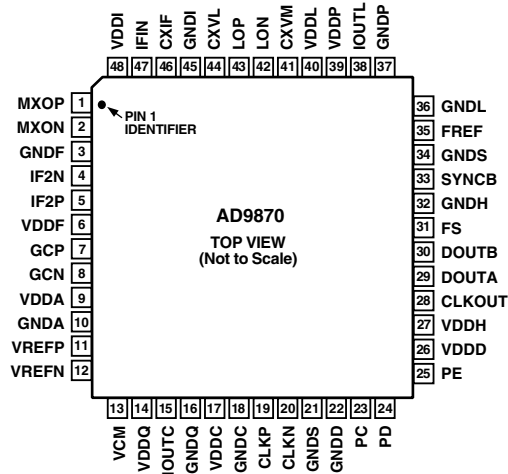 VDDI
IFIN
CXIF
GNDI
CXVL
LOP
LON
CXVM
VDDL
VDDP
IOUTL
GNDP
48 47 46 45 44 43 42 41 40 39 38 37
MXOP 1
MXON 2
GNDF 3
IF2N 4
IF2P 5
VDDF 6
GCP 7
GCN 8
VDDA 9
GNDA 10
VREFP 11
VREFN 12
PIN 1
IDENTIFIER
AD9870
TOP VIEW
(Not to Scale)
36 GNDL
35 FREF
34 GNDS
33 SYNCB
32 GNDH
31 FS
30 DOUTB
29 DOUTA
28 CLKOUT
27 VDDH
26 VDDD
25 PE
13 14 15 16 17 18 19 20 21 22 23 24
VCM
VDDQ
IOUTC
GNDQ
VDDC
GNDC
CLKP
CLKN
GNDS
GNDD
PC
PD